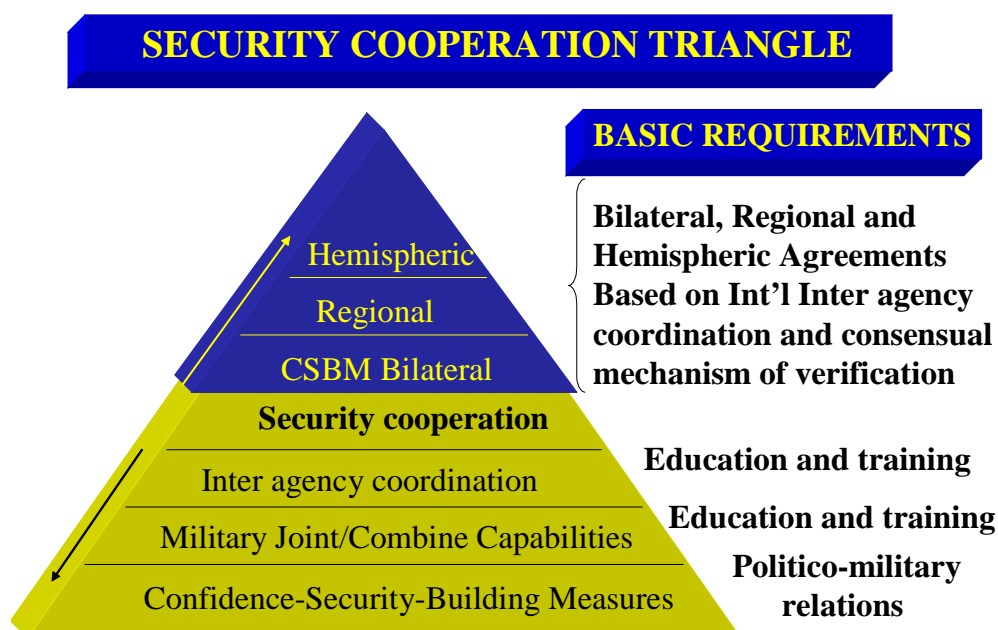 SECURITY COOPERATION TRIANGLE
BASIC REQUIREMENTS
Hemispheric
Regional
CSBM Bilateral
Bilateral, Regional and
Hemispheric Agreements
Based on Int’l Inter agency
coordination and consensual
mechanism of verification
Security cooperation
Inter agency coordination
Education and training
Military Joint/Combine Capabilities
Education and training
Confidence-Security-Building Measures
Politico-military
relations